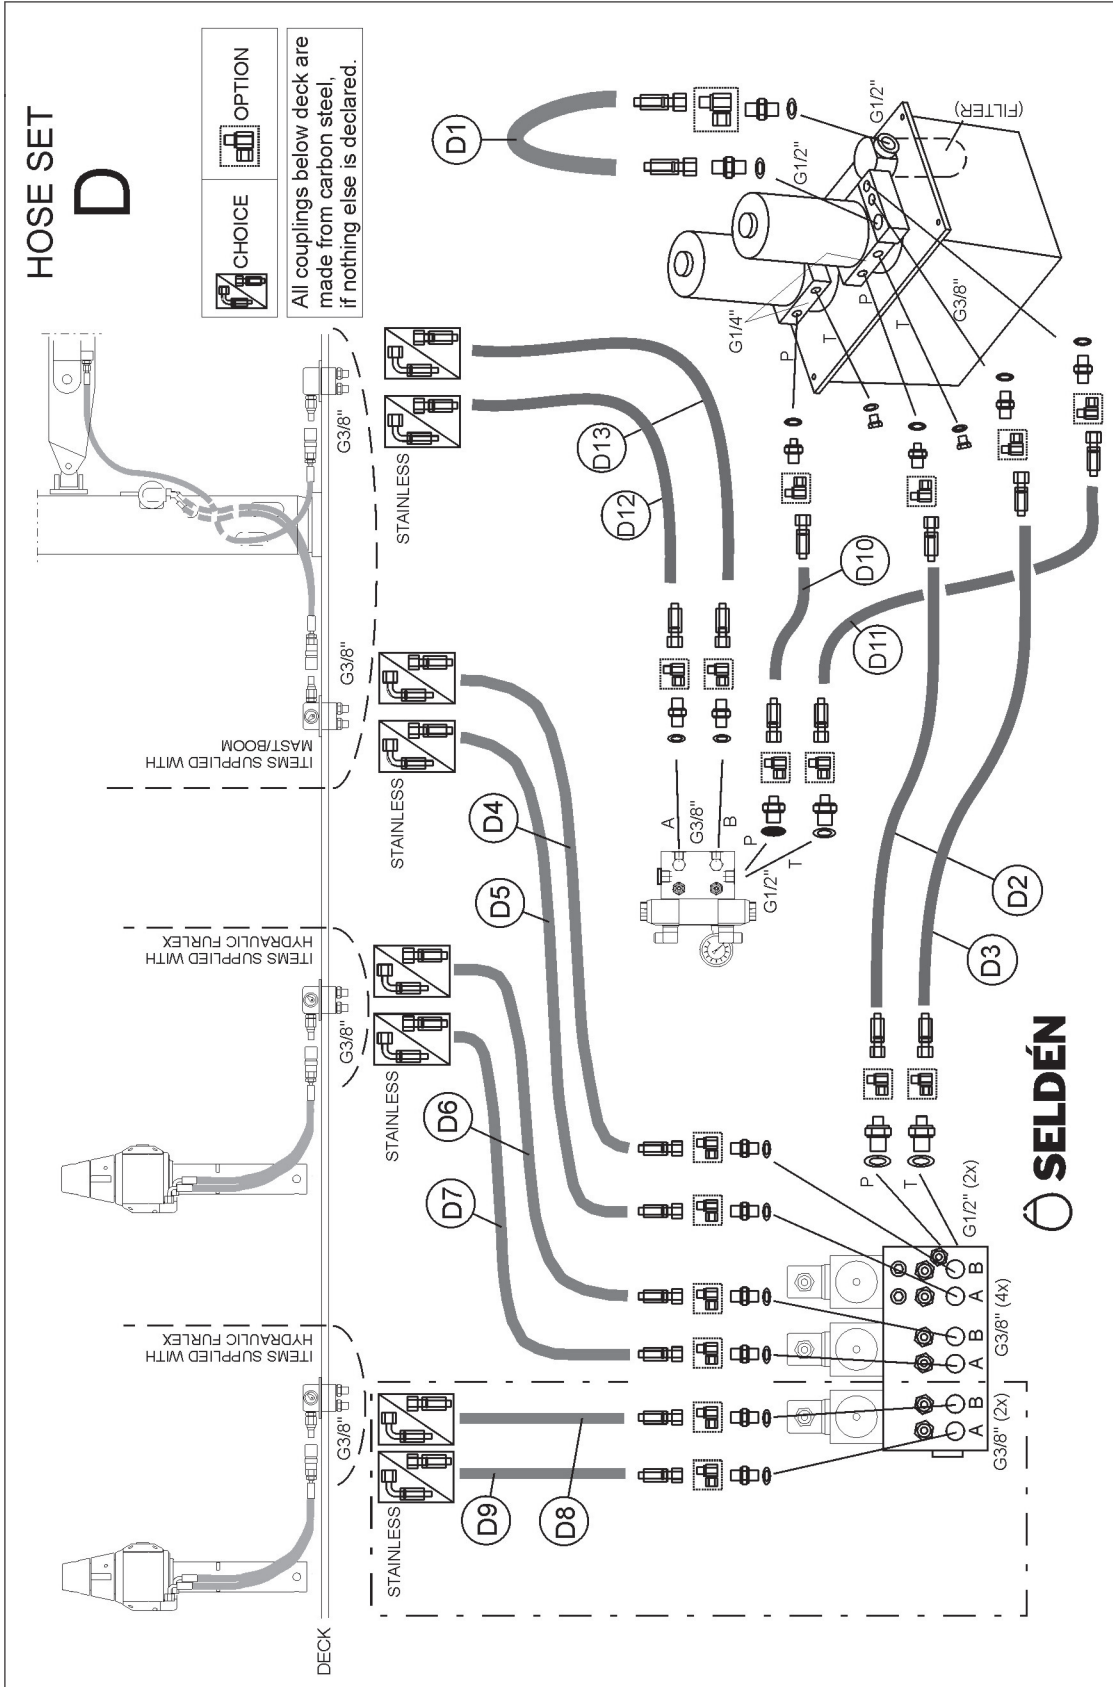 HOSE SET
D
CHOICE
OPTION
All couplings below deck are
made from carbon steel,
if nothing else is declared.
DECK
ITEMS SUPPLIED WITH
HYDRAULIC FURLEX
G3/8"
ITEMS SUPPLIED WITH
HYDRAULIC FURLEX
G3/8"
ITEMS SUPPLIED WITH
MAST/BOOM
G3/8"
G3/8"
STAINLESS
STAINLESS
STAINLESS
STAINLESS
D9
D8
D7
D6
D5
D4
D12
D13
D1
G1/2"
G1/2"
(FILTER)
G1/4"
P
T
P
T
G3/8"
D10
D11
A
G3/8"
B
P
G1/2"
T
D2
D3
P
T
G1/2" (2x)
A
B
A
B
A
B
G3/8" (2x)
G3/8" (4x)
SELDÉN